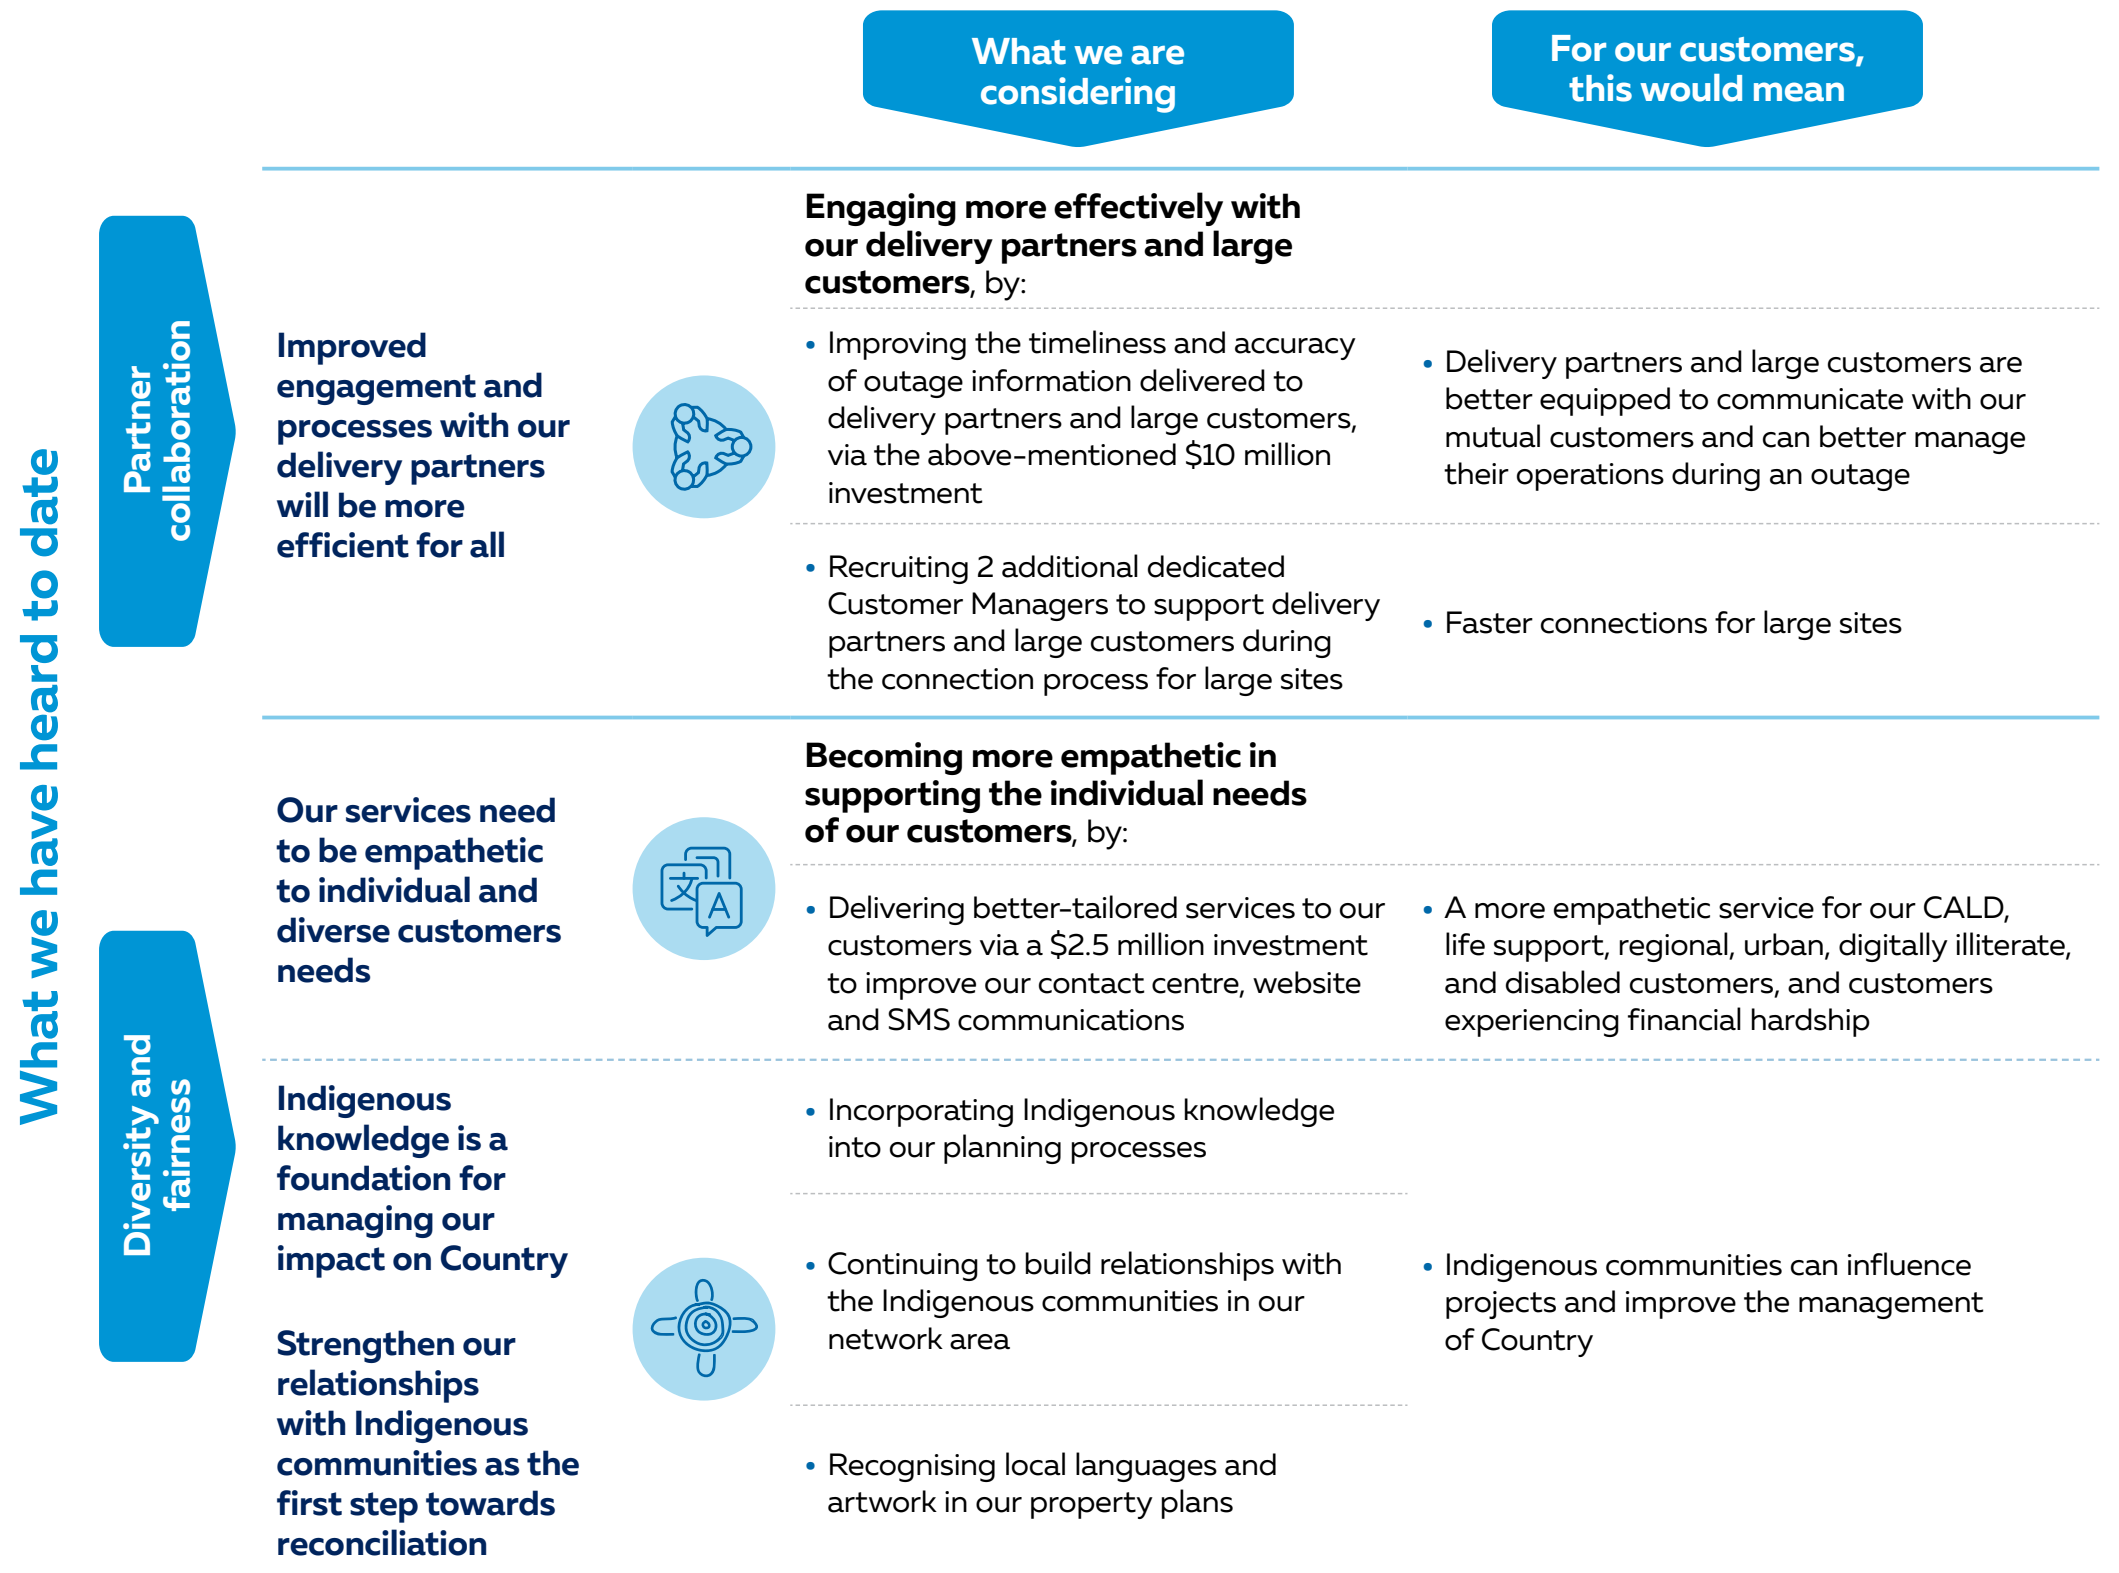 What we are
considering
For our customers,
this would mean
What we have heard to date
Partner
collaboration
Improved
engagement and
processes with our
delivery partners
will be more
efficient for all
Engaging more effectively with
our delivery partners and large
customers, by:
• Improving the timeliness and accuracy
of outage information delivered to
delivery partners and large customers,
via the above-mentioned $10 million
investment
• Delivery partners and large customers are
better equipped to communicate with our
mutual customers and can better manage
their operations during an outage
• Recruiting 2 additional dedicated
Customer Managers to support delivery
partners and large customers during
the connection process for large sites
• Faster connections for large sites
Diversity and
fairness
Our services need
to be empathetic
to individual and
diverse customers
needs
文
A
Becoming more empathetic in
supporting the individual needs
of our customers, by:
• Delivering better-tailored services to our
customers via a $2.5 million investment
to improve our contact centre, website
and SMS communications
• A more empathetic service for our CALD,
life support, regional, urban, digitally illiterate,
and disabled customers, and customers
experiencing financial hardship
Indigenous
knowledge is a
foundation for
managing our
impact on Country
Strengthen our
relationships
with Indigenous
communities as the
first step towards
reconciliation
• Incorporating Indigenous knowledge
into our planning processes
• Continuing to build relationships with
the Indigenous communities in our
network area
• Recognising local languages and
artwork in our property plans
• Indigenous communities can influence
projects and improve the management
of Country